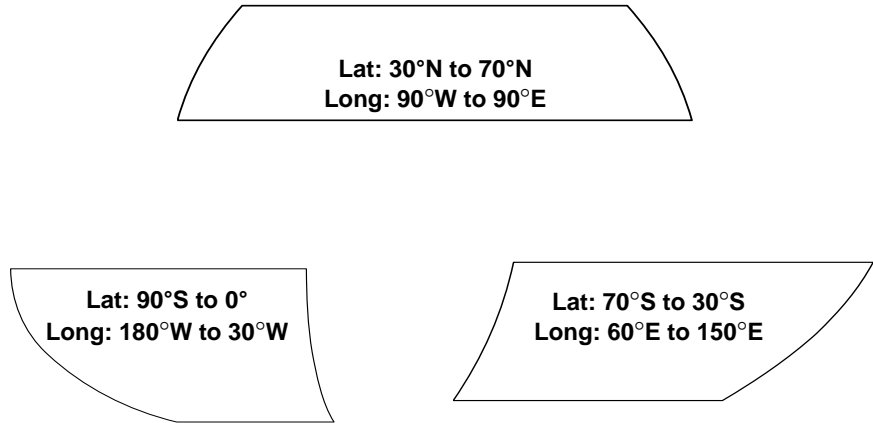 Lat: 30°N to 70°N
Long: 90°W to 90°E
Lat: 90°S to 0°
Long: 180°W to 30°W
Lat: 70°S to 30°S
Long: 60°E to 150°E